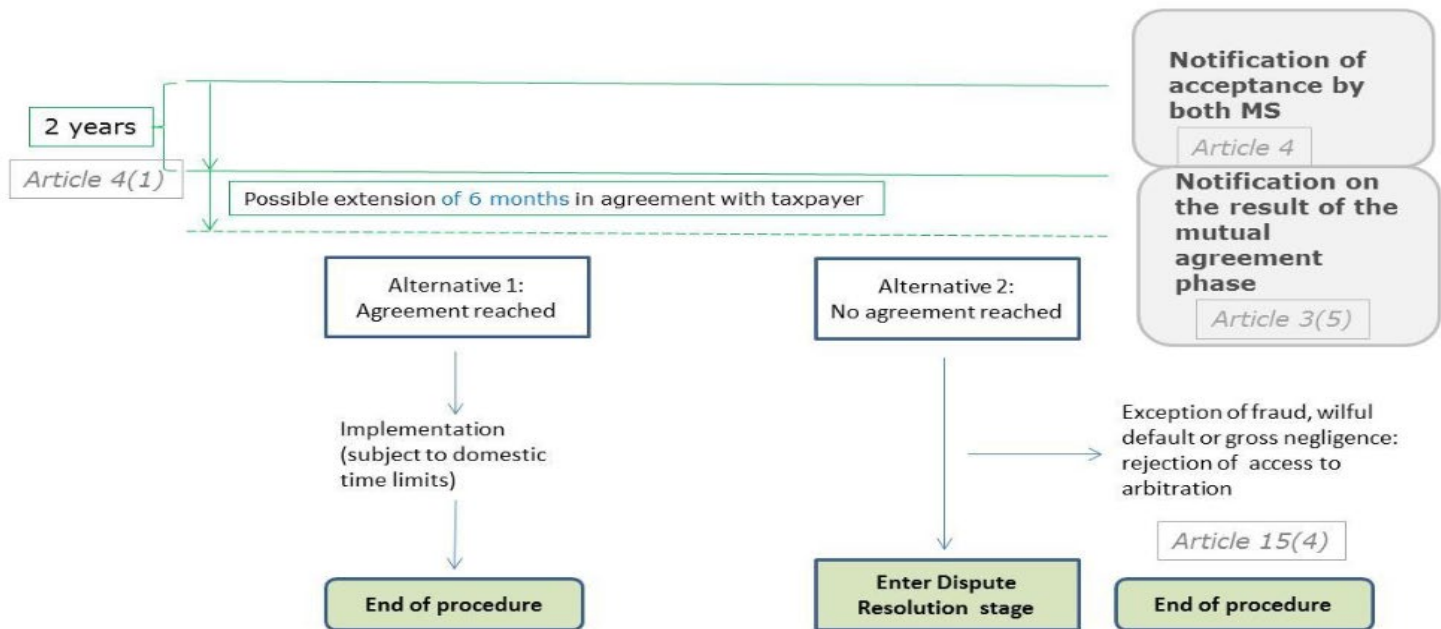 Notification of
acceptance by
both MS
Article 4
2 years
Article 4(1)
Possible extension of 6 months in agreement with taxpayer
Notification on
the result of the
mutual
agreement
phase
Article 3(5)
Alternative 1:
Agreement reached
Alternative 2:
No agreement reached
Implementation
(subject to domestic
time limits)
Exception of fraud, wilful
default or gross negligence:
rejection of access to
arbitration
Article 15(4)
End of procedure
Enter Dispute
Resolution stage
End of procedure